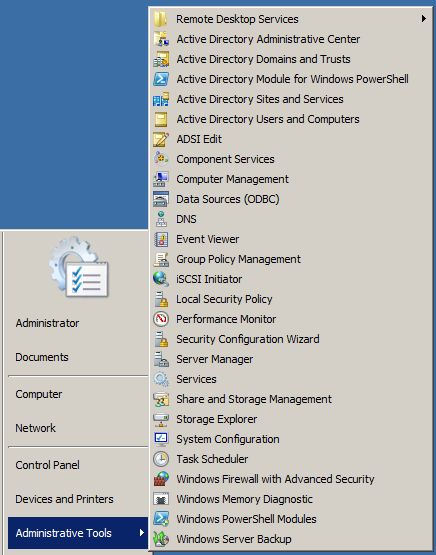 Remote Desktop Services
Active Directory Administrative Center
Active Directory Domains and Trusts
Active Directory Module for Windows PowerShell
Active Directory Sites and Services
Active Directory Users and Computers
ADSI Edit
Component Services
Computer Management
Data Sources (ODBC)
DNS
Event Viewer
Group Policy Management
iSCSI Initiator
Local Security Policy
Performance Monitor
Security Configuration Wizard
Server Manager
Services
Share and Storage Management
Storage Explorer
System Configuration
Task Scheduler
Windows Firewall with Advanced Security
Windows Memory Diagnostic
Windows PowerShell Modules
Windows Server Backup
Administrator
Documents
Computer
Network
Control Panel
Devices and Printers
Administrative Tools